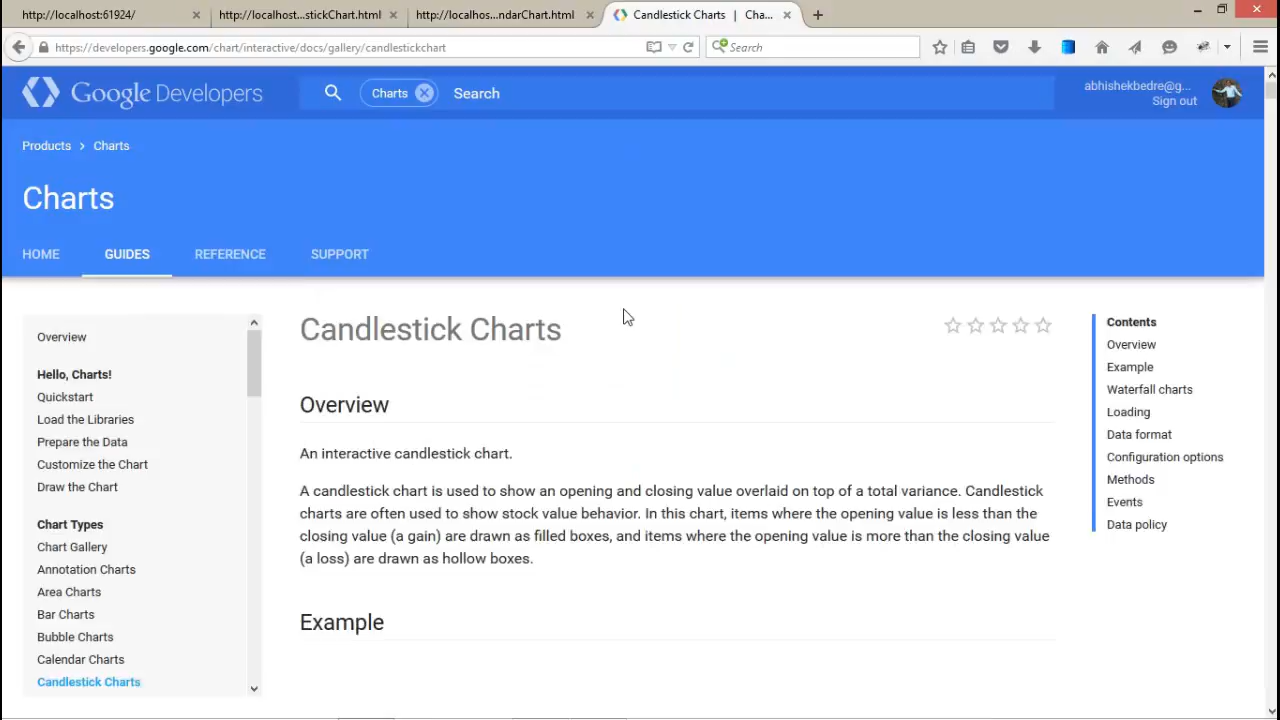 http://localhost:61924/
http://localhost...stickChart.html
http://localhos...ndarChart.html
Candlestick Charts | Cha...
https://developers.google.com/chart/interactive/docs/gallery/candlestickchart
Search
Google Developers
Charts
Search
abhishekbedre@g...
Sign out
Products > Charts
Charts
HOME
GUIDES
REFERENCE
SUPPORT
Overview
Hello, Charts!
Quickstart
Load the Libraries
Prepare the Data
Customize the Chart
Draw the Chart
Chart Types
Chart Gallery
Annotation Charts
Area Charts
Bar Charts
Bubble Charts
Calendar Charts
Candlestick Charts
Candlestick Charts
Overview
An interactive candlestick chart.
A candlestick chart is used to show an opening and closing value overlaid on top of a total variance. Candlestick
charts are often used to show stock value behavior. In this chart, items where the opening value is less than the
closing value (a gain) are drawn as filled boxes, and items where the opening value is more than the closing value
(a loss) are drawn as hollow boxes.
Example
Contents
Overview
Example
Waterfall charts
Loading
Data format
Configuration options
Methods
Events
Data policy